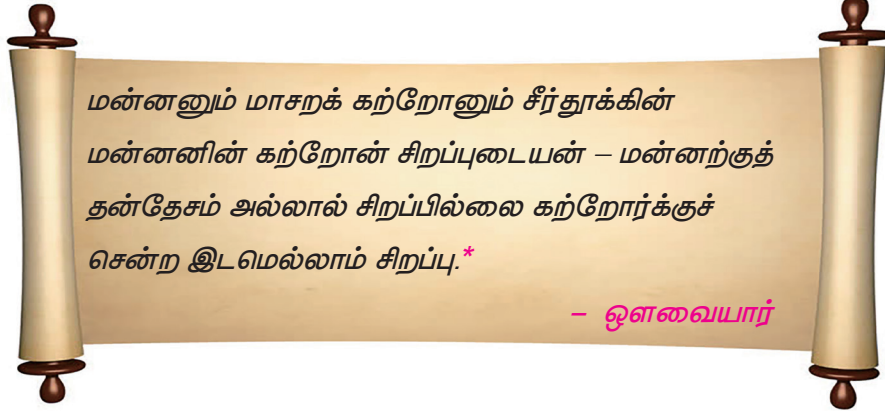 மன்னனும் மாசறக் கற்றோனும் சீர்தூக்கின்
மன்னனின் கற்றோன் சிறப்புடையன் – மன்னற்குத்
தன்தேசம் அல்லால் சிறப்பில்லை கற்றோர்க்குச்
சென்ற இடமெல்லாம் சிறப்பு.*
– ஔவையார்